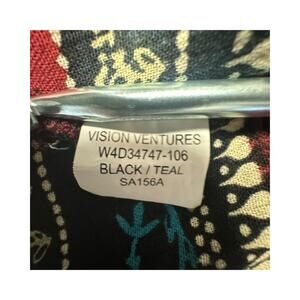 VISION VENTURES
W4D34747-106
BLACK / TEAL
SA156A